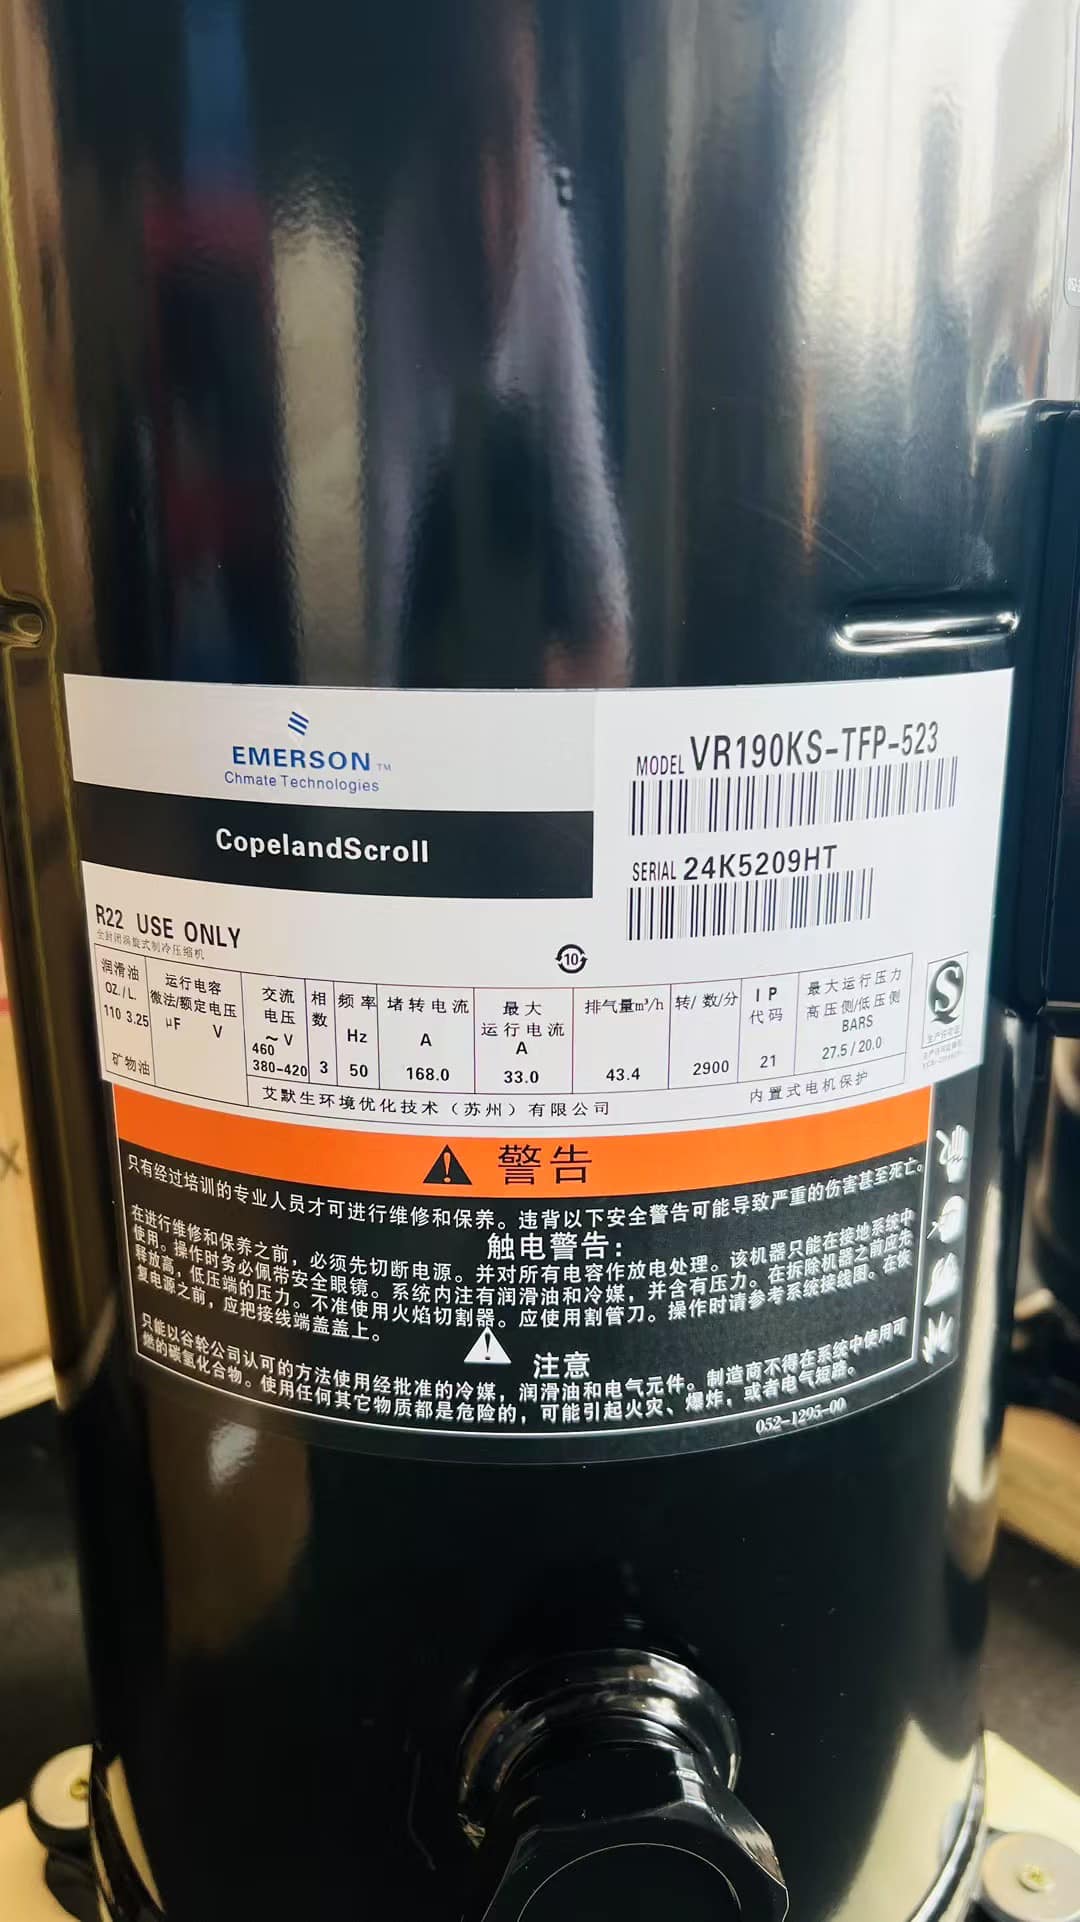 EMERSON™
Chmate Technologies
CopelandScroll
MODEL VR190KS-TFP-523
SERIAL 24K5209HT
R22 USE ONLY
全封闭涡旋式制冷压缩机
10
润滑油
OZ./L.
110 3.25
矿物油
运行电容
微法/额定电压
μF V
交流
电压
~V
460
380-420
相
数
3
频率
Hz
50
堵转电流
A
168.0
最大
运行电流
A
33.0
排气量m³/h
43.4
转/数/分
2900
IP
代码
21
最大运行压力
高压侧/低压侧
BARS
27.5/20.0
生产许可证
艾默生环境优化技术（苏州）有限公司
内置式电机保护
警告
只有经过培训的专业人员才可进行维修和保养。违背以下安全警告可能导致严重的伤害甚至死亡。
触电警告：
在进行维修和保养之前，必须先切断电源。并对所有电容作放电处理。该机器只能在接地系统中
使用。操作时务必佩带安全眼镜。系统内注有润滑油和冷媒，并含有压力。在拆除机器之前应先
释放高，低压端的压力。不准使用火焰切割器。应使用割管刀。操作时请参考系统接线图。在恢
复电源之前，应把接线端盖盖上。
注意
只能以谷轮公司认可的方法使用经批准的冷媒，润滑油和电气元件。制造商不得在系统中使用可
燃的碳氢化合物。使用任何其它物质都是危险的，可能引起火灾、爆炸，或者电气短路。
052-1295-00